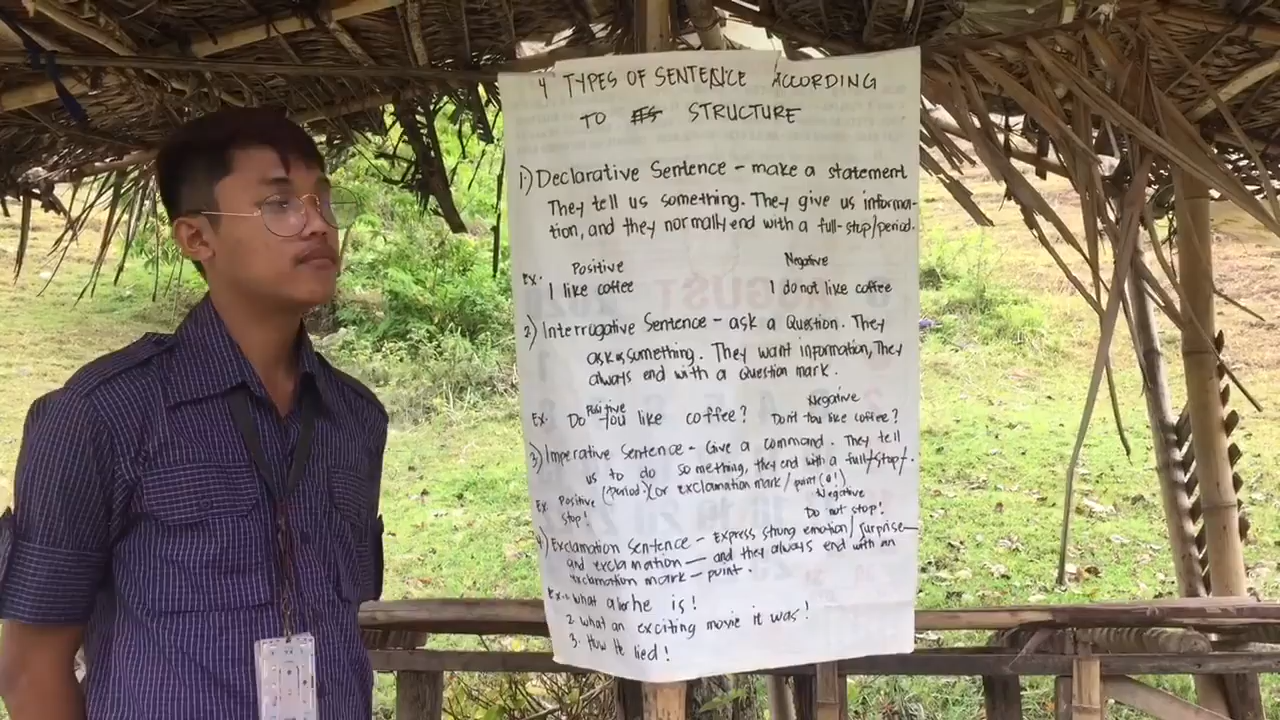 4 TYPES OF SENTENCE ACCORDING
TO STRUCTURE
1) Declarative Sentence - make a statement
They tell us something. They give us informa-
tion, and they normally end with a full-stop/period.
Ex. Positive Negative
I like coffee I do not like coffee
2) Interrogative Sentence - ask a Question. They
ask us something. They want information, They
always end with a question mark.
Positive Negative
Ex. Do You like coffee? Don't You like coffee?
3) Imperative Sentence - Give a command. They tell
us to do something, they end with a full/stop/.
(period.) or exclamation mark/point (!)
Ex. Positive Negative
Stop! Do not stop!
4) Exclamation Sentence - express strong emotion/surprise—
and exclamation — and they always end with an
exclamation mark - point.
Ex. What a he is!
2. What an exciting movie it was!
3. How He lied!
AUGUST